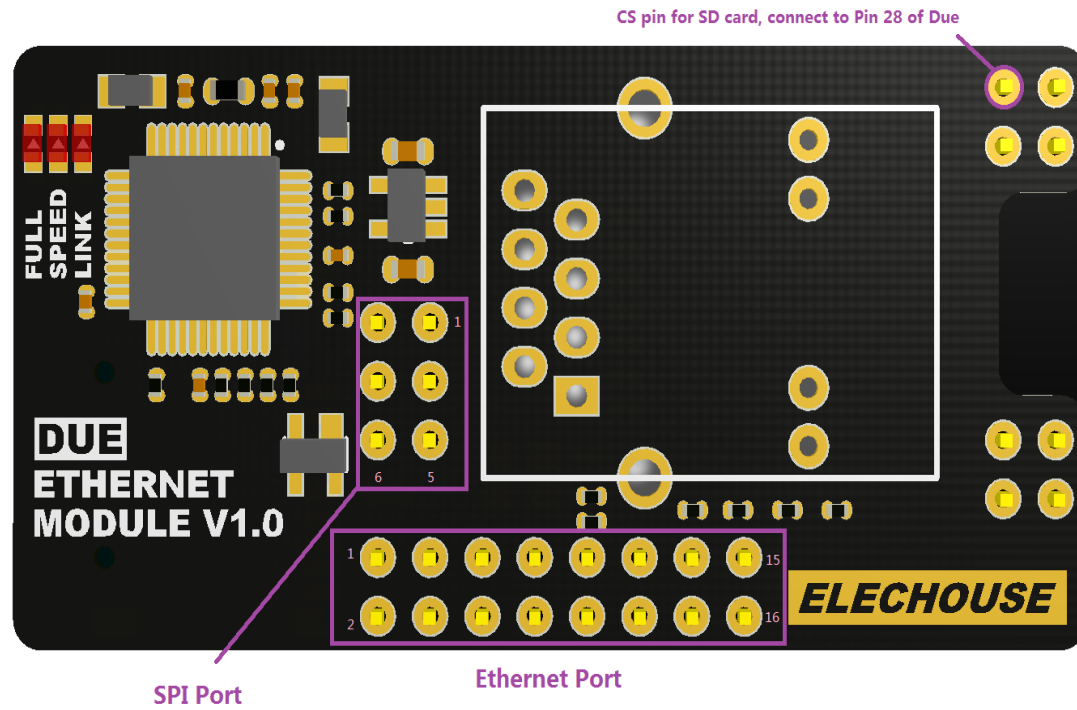 CS pin for SD card, connect to Pin 28 of Due
FULL
SPEED
LINK
1
6 5
DUE
ETHERNET
MODULE V1.0
1
15
2
16
ELECHOUSE
Ethernet Port
SPI Port